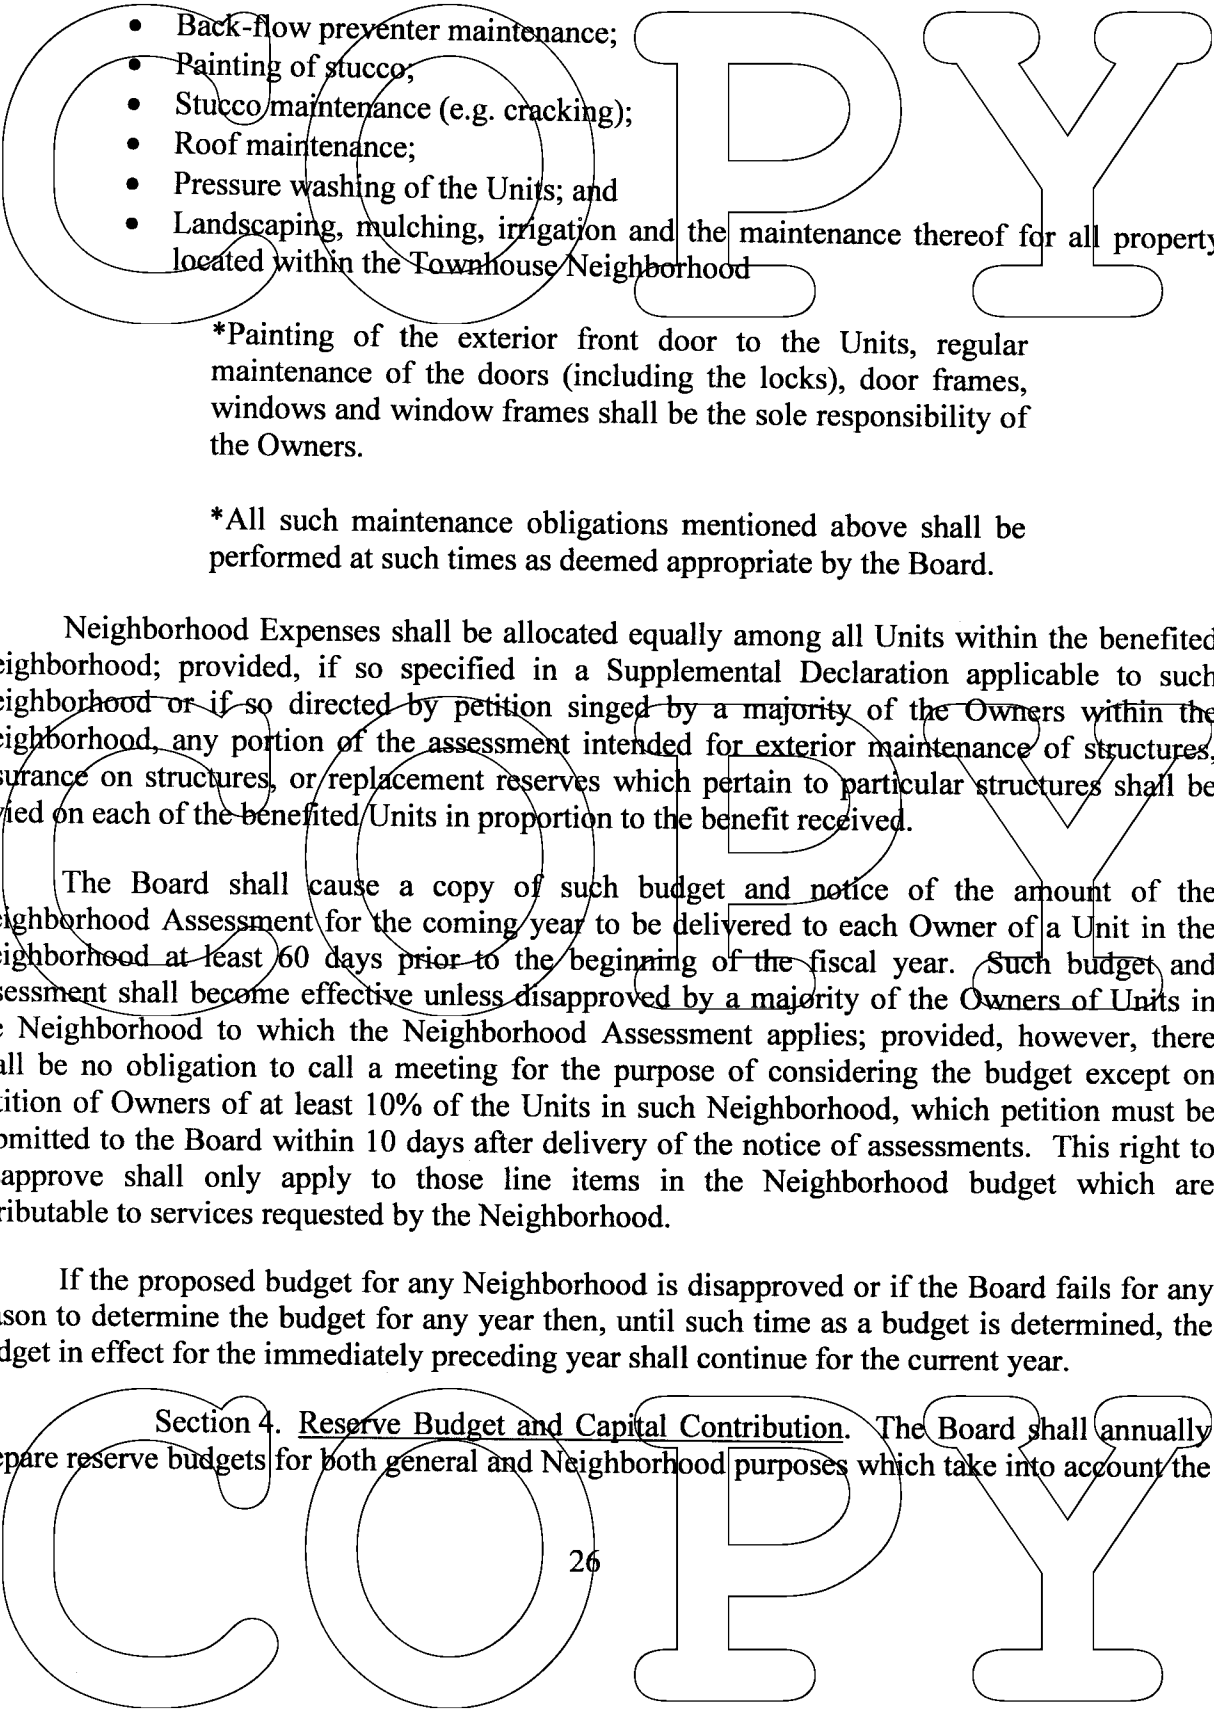 • Back-flow preventer maintenance;
• Painting of stucco;
• Stucco maintenance (e.g. cracking);
• Roof maintenance;
• Pressure washing of the Units; and
• Landscaping, mulching, irrigation and the maintenance thereof for all property
located within the Townhouse Neighborhood
*Painting of the exterior front door to the Units, regular
maintenance of the doors (including the locks), door frames,
windows and window frames shall be the sole responsibility of
the Owners.
*All such maintenance obligations mentioned above shall be
performed at such times as deemed appropriate by the Board.
Neighborhood Expenses shall be allocated equally among all Units within the benefited
eighborhood; provided, if so specified in a Supplemental Declaration applicable to such
eighborhood or if so directed by petition singed by a majority of the Owners within the
eighborhood, any portion of the assessment intended for exterior maintenance of structures,
surance on structures, or replacement reserves which pertain to particular structures shall be
vied on each of the benefited Units in proportion to the benefit received.
The Board shall cause a copy of such budget and notice of the amount of the
eighborhood Assessment for the coming year to be delivered to each Owner of a Unit in the
eighborhood at least 60 days prior to the beginning of the fiscal year. Such budget and
sessment shall become effective unless disapproved by a majority of the Owners of Units in
e Neighborhood to which the Neighborhood Assessment applies; provided, however, there
all be no obligation to call a meeting for the purpose of considering the budget except on
tition of Owners of at least 10% of the Units in such Neighborhood, which petition must be
bmitted to the Board within 10 days after delivery of the notice of assessments. This right to
sapprove shall only apply to those line items in the Neighborhood budget which are
ributable to services requested by the Neighborhood.
If the proposed budget for any Neighborhood is disapproved or if the Board fails for any
ason to determine the budget for any year then, until such time as a budget is determined, the
dget in effect for the immediately preceding year shall continue for the current year.
Section 4. Reserve Budget and Capital Contribution. The Board shall annually
epare reserve budgets for both general and Neighborhood purposes which take into account the
26
COPY
COPY
COPY